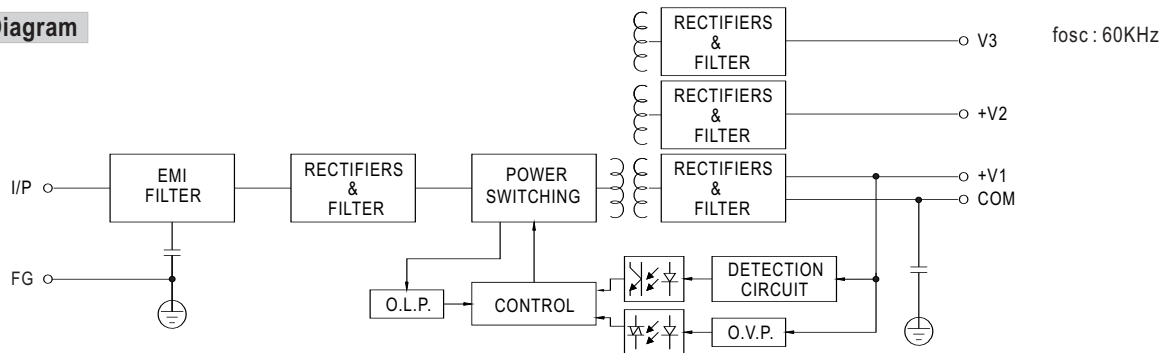 Diagram
RECTIFIERS
&
FILTER
V3
fosc : 60KHz
RECTIFIERS
&
FILTER
+V2
I/P
EMI
FILTER
RECTIFIERS
&
FILTER
POWER
SWITCHING
RECTIFIERS
&
FILTER
+V1
COM
FG
O.L.P.
CONTROL
DETECTION
CIRCUIT
O.V.P.